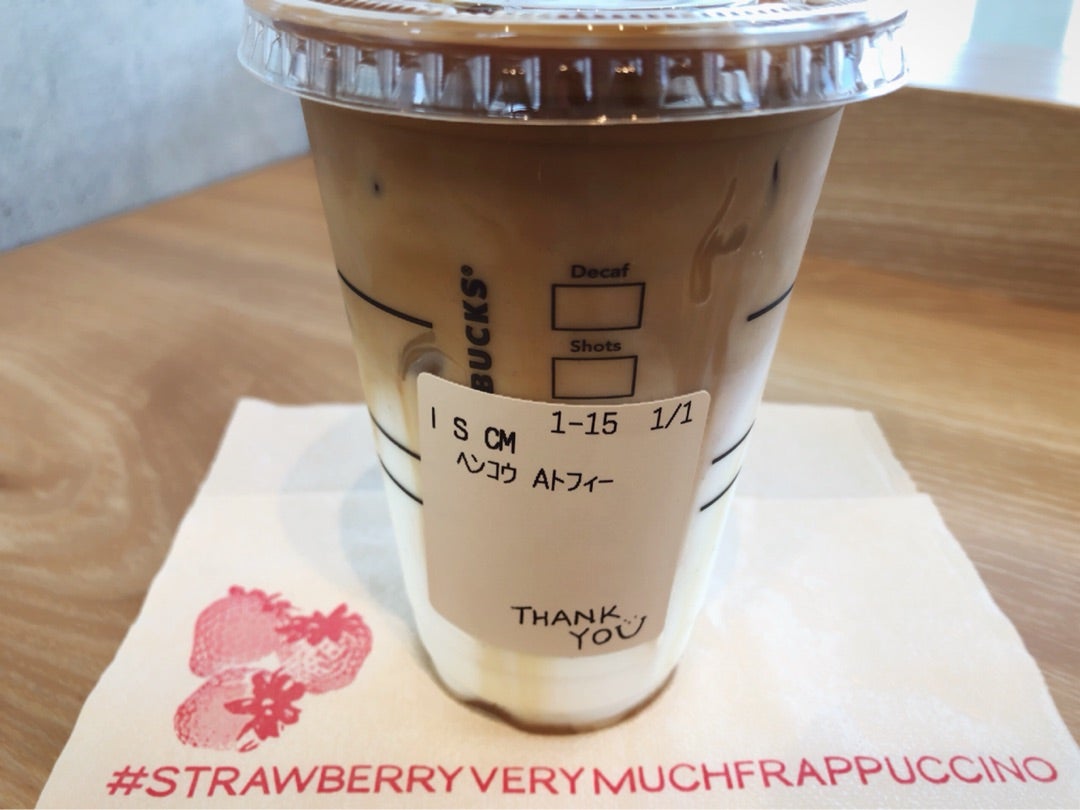 BUCKS®
Decaf
Shots
I S CM 1-15 1/1
ヘンコウ Aトフィー
THANK
YOU
#STRAWBERRYVERYMUCHFRAPPUCCINO